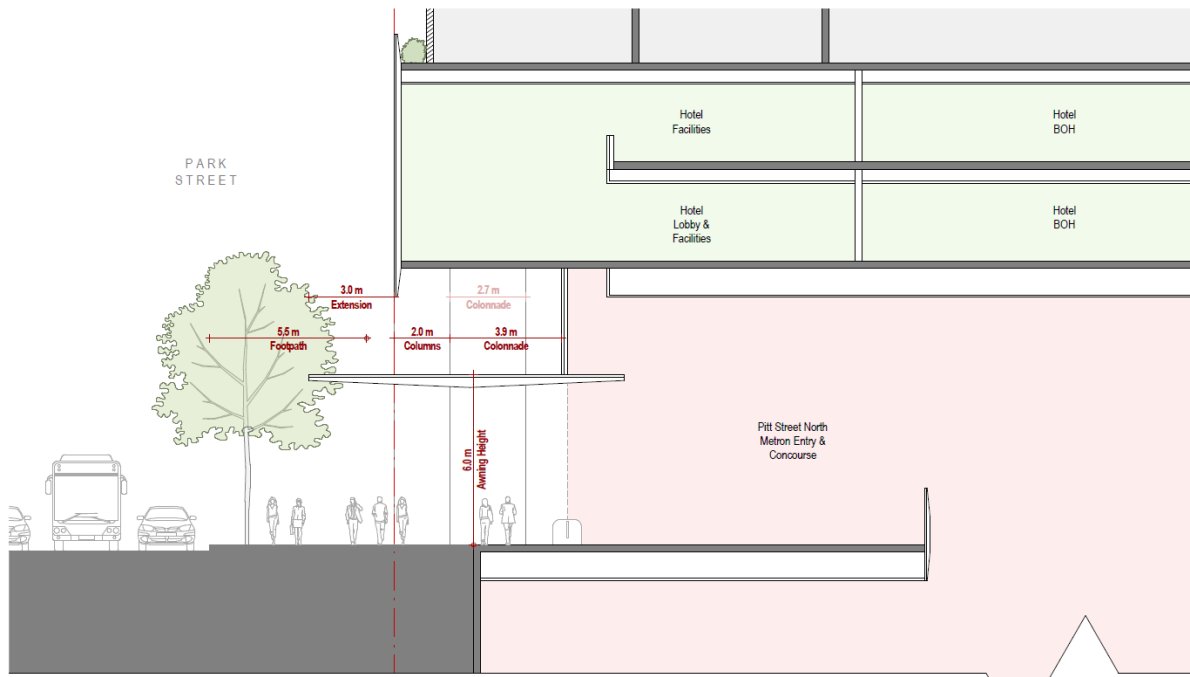 Hotel
Facilities
Hotel
BOH
PARK
STREET
Hotel
Lobby &
Facilities
Hotel
BOH
3.0 m
Extension
2.7 m
Colonnade
5.5 m
Footpath
2.0 m
Columns
3.9 m
Colonnade
6.0 m
Awning Height
Pitt Street North
Metron Entry &
Concourse